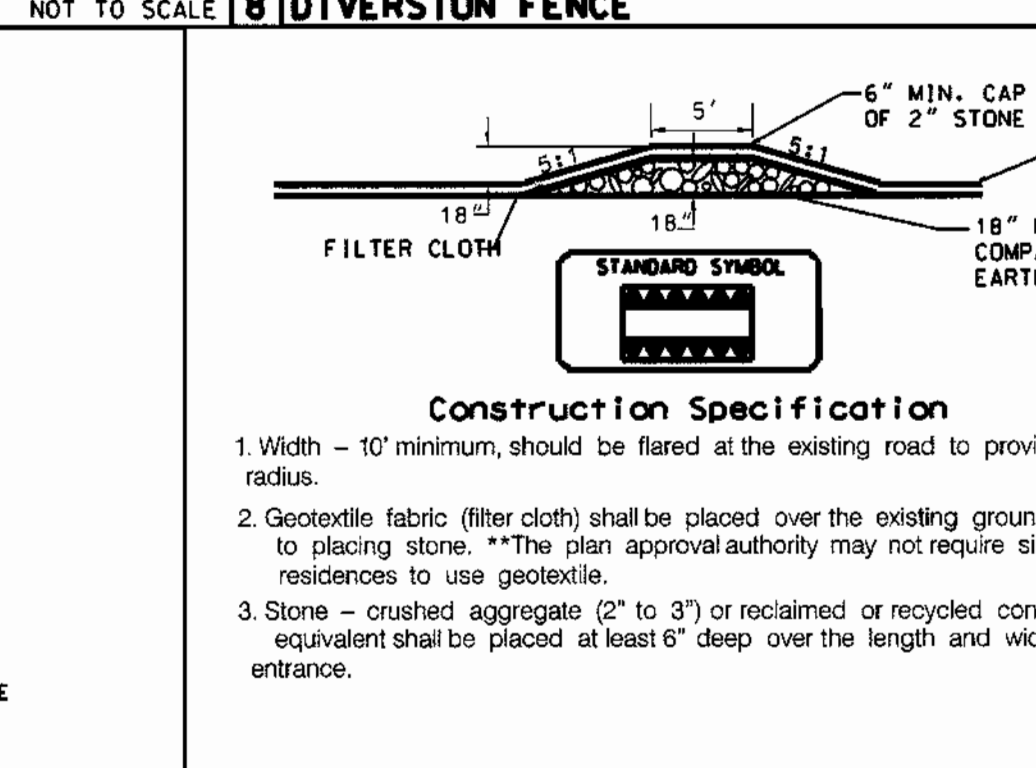 NOT TO SCALE 8 DIVERSION FENCE
5'
6" MIN. CAP
OF 2" STONE
5:1
5:1
18"
18"
FILTER CLOTH
18"
COMP
EARTH
STANDARD SYMBOL
Construction Specification
1. Width – 10' minimum, should be flared at the existing road to provi
radius.
2. Geotextile fabric (filter cloth) shall be placed over the existing groun
to placing stone. **The plan approval authority may not require si
residences to use geotextile.
3. Stone – crushed aggregate (2" to 3") or reclaimed or recycled con
equivalent shall be placed at least 6" deep over the length and wid
entrance.
E